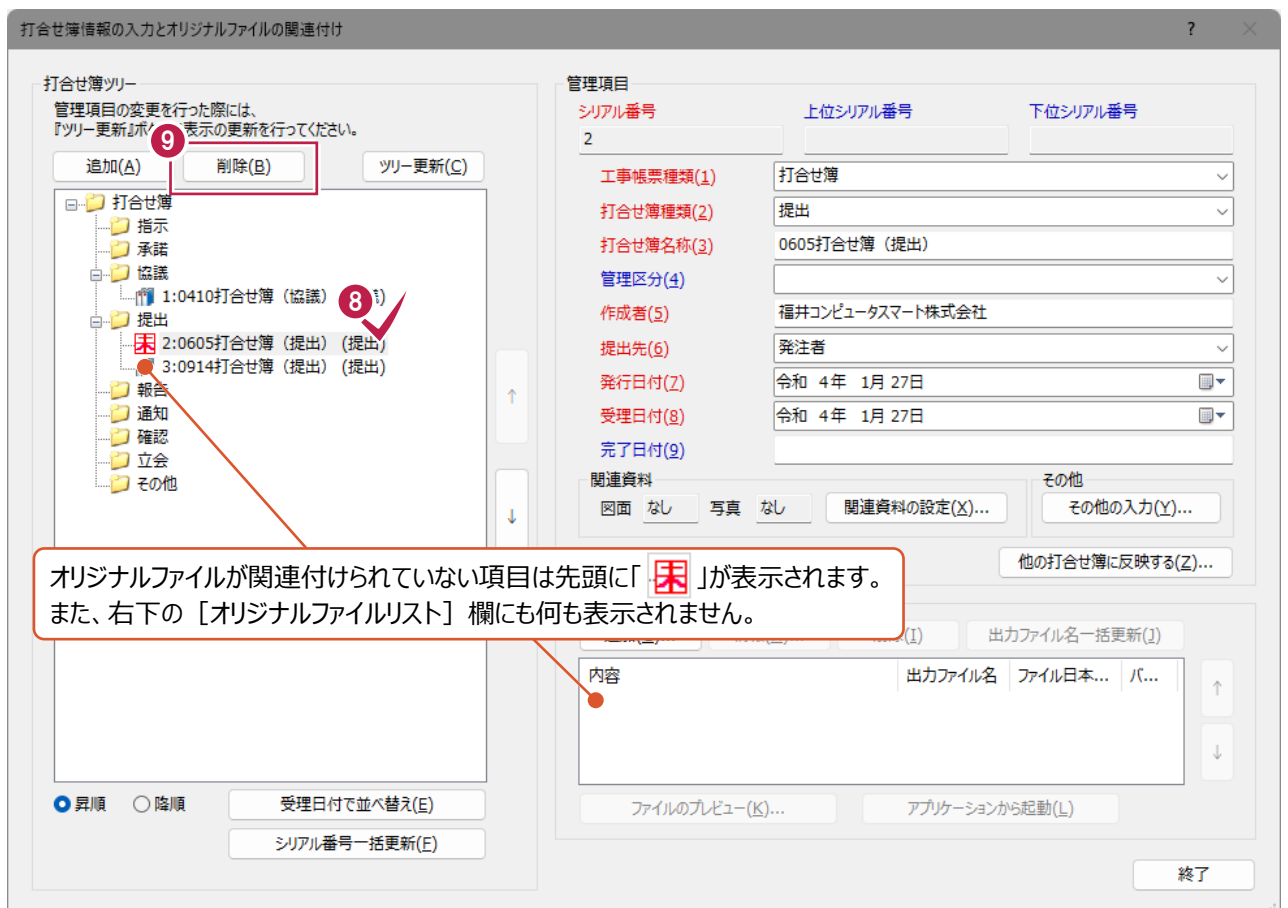 打合せ簿情報の入力とオリジナルファイルの関連付け
?
打合せ簿ツリー
管理項目の変更を行った際には、
『ツリー更新』ボ 表示の更新を行ってください。
9
追加(A)
削除(B)
ツリー更新(C)
打合せ簿
指示
承諾
協議
1:0410打合せ簿（協議）
8
提出
未 2:0605打合せ簿（提出） (提出)
3:0914打合せ簿（提出） (提出)
報告
通知
確認
立会
その他
↑
↓
管理項目
シリアル番号 上位シリアル番号 下位シリアル番号
2
工事帳票種類(1) 打合せ簿
打合せ簿種類(2) 提出
打合せ簿名称(3) 0605打合せ簿（提出）
管理区分(4)
作成者(5) 福井コンピュータスマート株式会社
提出先(6) 発注者
発行日付(7) 令和 4年 1月 27日
受理日付(8) 令和 4年 1月 27日
完了日付(9)
関連資料
図面 なし 写真 なし 関連資料の設定(X)...
その他
その他の入力(Y)...
他の打合せ簿に反映する(Z)...
オリジナルファイルが関連付けられていない項目は先頭に「 未 」が表示されます。
また、右下の［オリジナルファイルリスト］欄にも何も表示されません。
(I)
出力ファイル名一括更新(J)
内容 出力ファイル名 ファイル日本... バ...
↑
↓
ファイルのプレビュー(K)...
アプリケーションから起動(L)
昇順 降順 受理日付で並べ替え(E)
シリアル番号一括更新(F)
終了